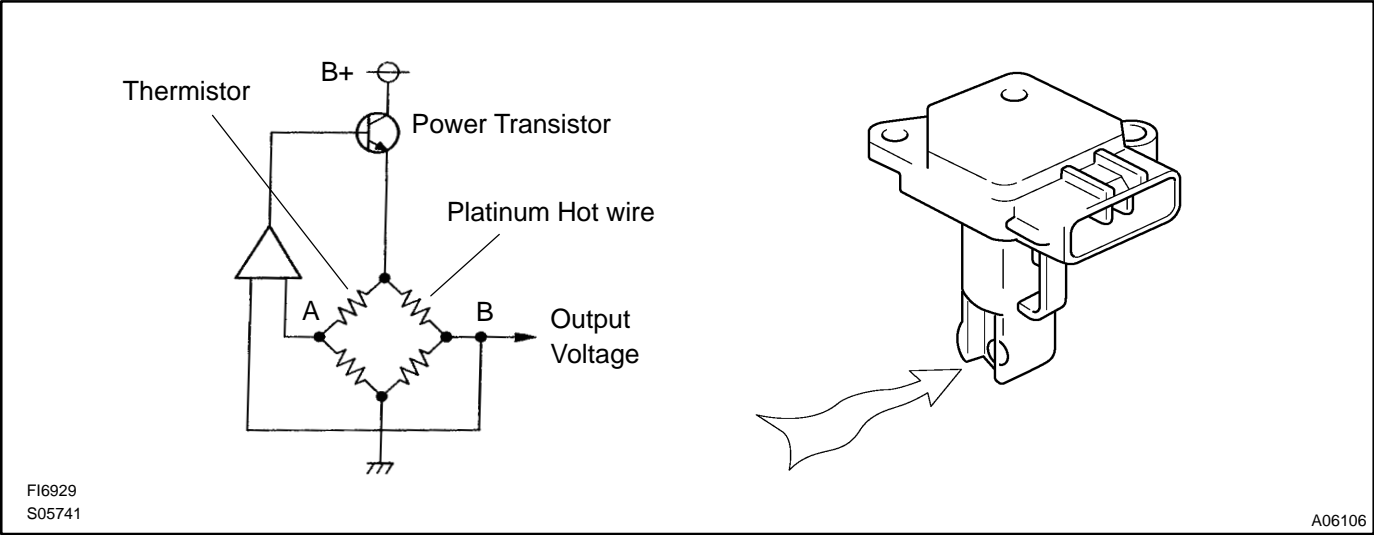 B+
Thermistor
Power Transistor
Platinum Hot wire
A
B
Output
Voltage
FI6929
S05741
A06106